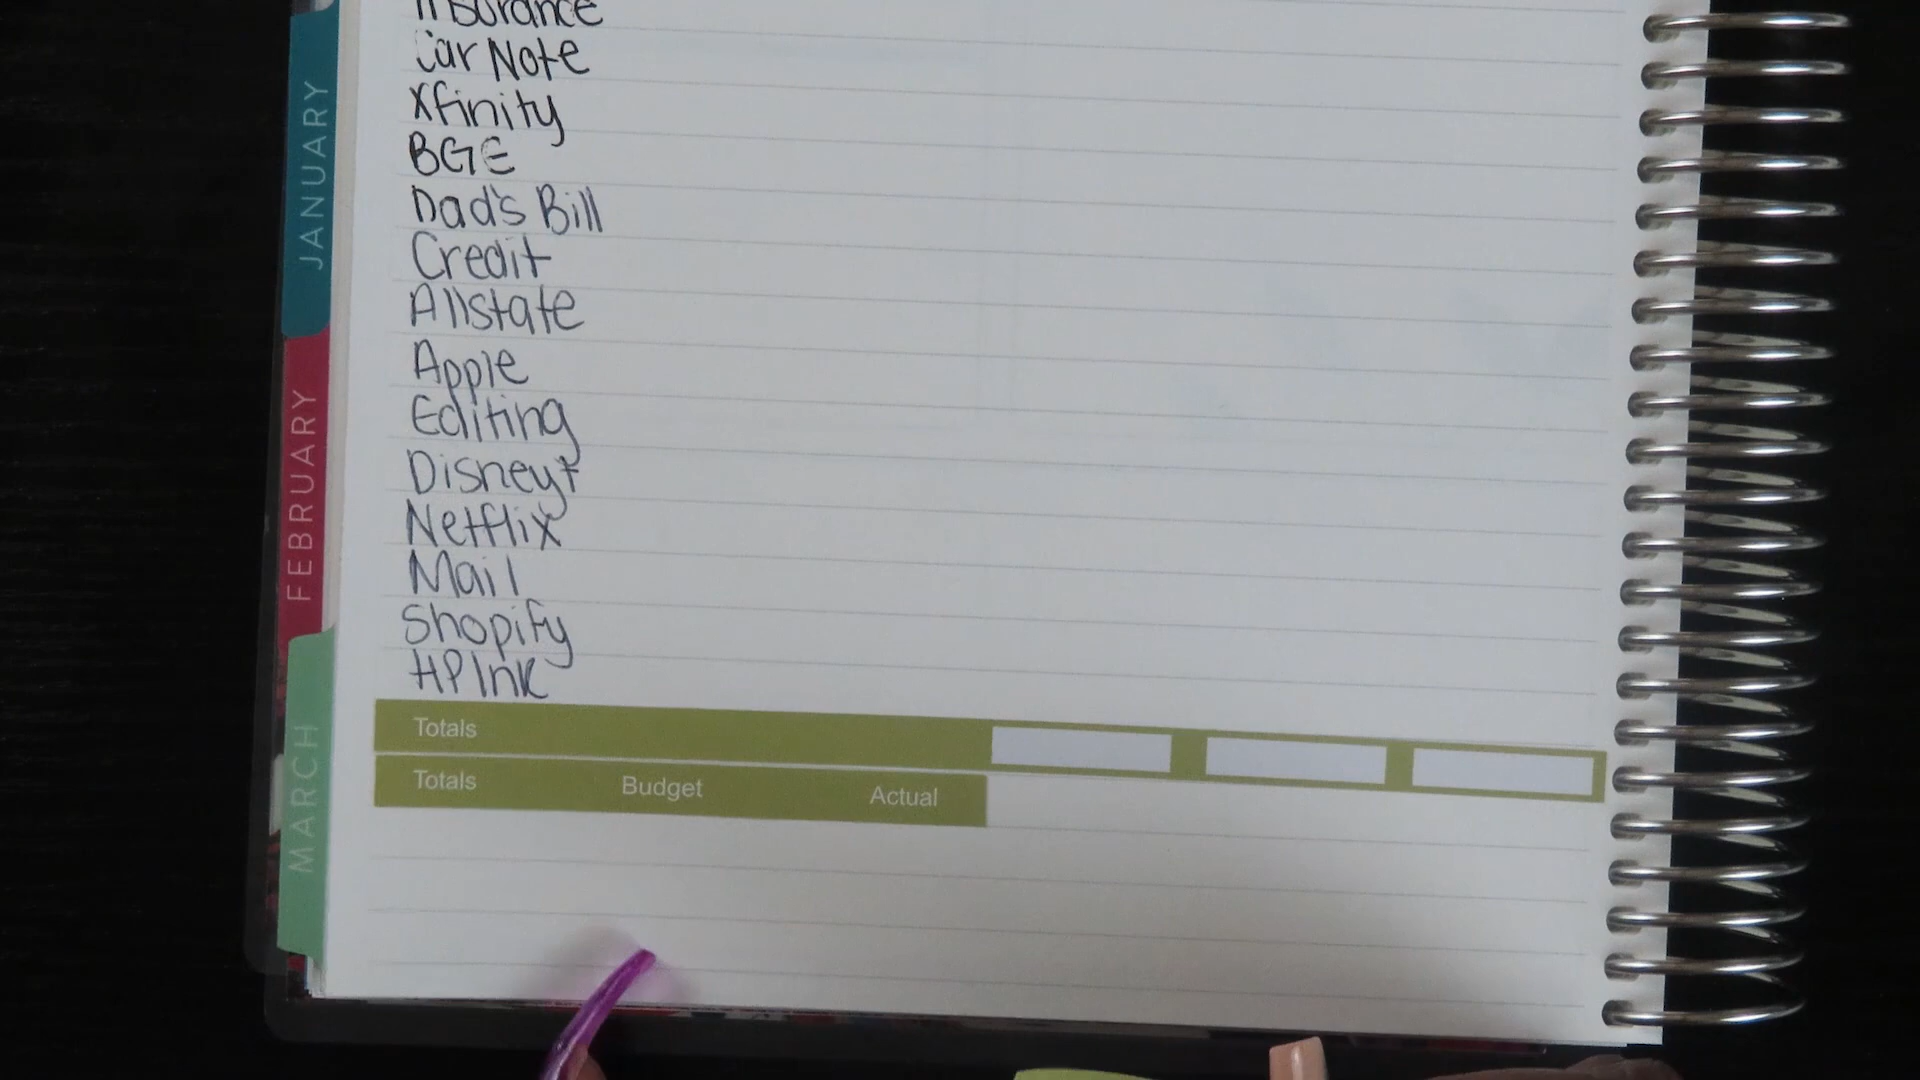 Insurance
Car Note
Xfinity
BGE
Dad's Bill
Credit
Allstate
Apple
Editing
Disney+
Netflix
Mail
Shopify
HP Ink
Totals
Totals Budget Actual
JANUARY
FEBRUARY
MARCH